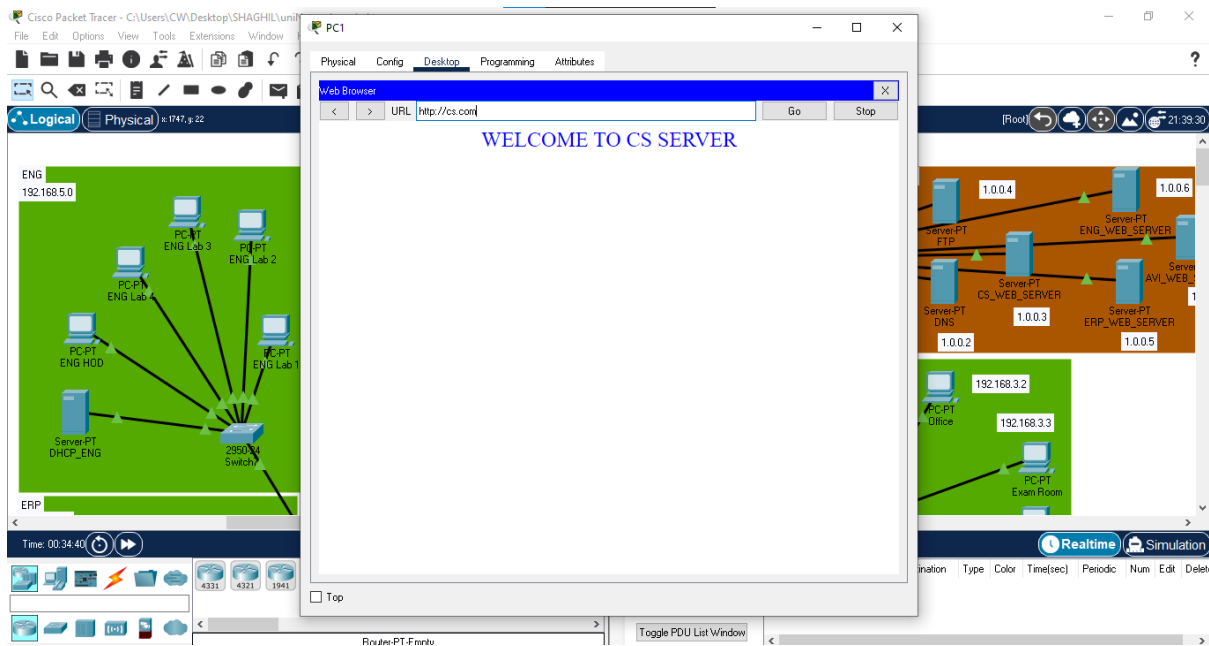 Cisco Packet Tracer - C:\Users\CW\Desktop\SHAGHIL\uni
File Edit Options View Tools Extensions Window
PC1
Physical Config Desktop Programming Attributes
Web Browser
< > URL http://cs.com Go Stop
WELCOME TO CS SERVER
Top
Logical Physical x: 1747, y: 22
[Root] 21:39:30
ENG
192.168.5.0
PC-PT
ENG Lab 3
PC-PT
ENG Lab 2
PC-PT
ENG Lab 4
PC-PT
ENG HOD
PC-PT
ENG Lab 1
Server-PT
DHCP_ENG
2950-24
Switch
ERP
1.0.0.4
1.0.0.6
Server-PT
FTP
Server-PT
ENG_WEB_SERVER
Server-PT
CS_WEB_SERVER
AVI_WEB_
Server-PT
DNS
1.0.0.3
Server-PT
ERP_WEB_SERVER
1.0.0.2
1.0.0.5
192.168.3.2
PC-PT
Office
192.168.3.3
PC-PT
Exam Room
Time: 00:34:40
Realtime Simulation
4331 4321 1941
Router-PT-Empty
Toggle PDU List Window
Type Color Time(sec) Periodic Num Edit